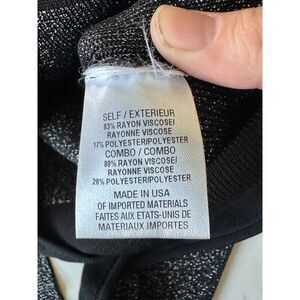 SELF / EXTERIEUR
83% RAYON VISCOSE/
RAYONNE VISCOSE
17% POLYESTER/POLYESTER
COMBO / COMBO
80% RAYON VISCOSE/
RAYONNE VISCOSE
20% POLYESTER/POLYESTER
MADE IN USA
OF IMPORTED MATERIALS
FAITES AUX ETATS-UNIS DE
MATERIAUX IMPORTES